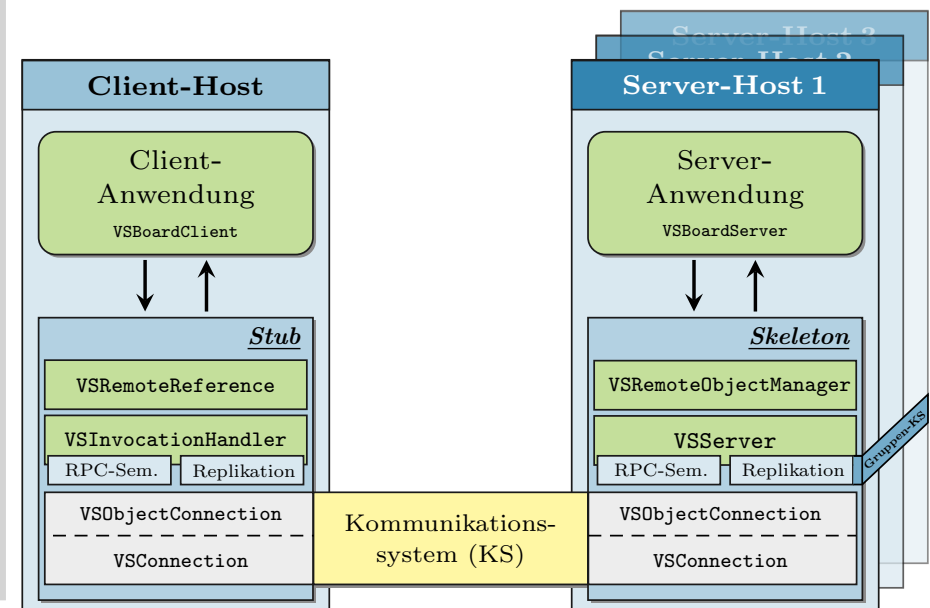 Server-Host 3
Server-Host 2
Client-Host
Server-Host 1
Client-
Anwendung
VSBoardClient
Server-
Anwendung
VSBoardServer
Stub
VSRemoteReference
VSInvocationHandler
RPC-Sem.
Replikation
VSObjectConnection
VSConnection
Kommunikations-
system (KS)
Skeleton
VSRemoteObjectManager
VSServer
RPC-Sem.
Replikation
Gruppen-KS
VSObjectConnection
VSConnection